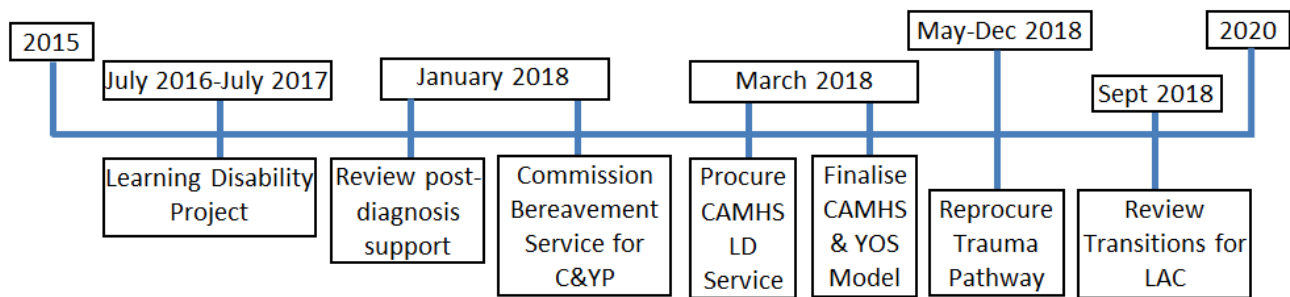 2015
July 2016-July 2017
January 2018
March 2018
May-Dec 2018
Sept 2018
2020
Learning Disability
Project
Review post-
diagnosis
support
Commission
Bereavement
Service for
C&YP
Procure
CAMHS
LD
Service
Finalise
CAMHS
& YOS
Model
Reprocure
Trauma
Pathway
Review
Transitions for
LAC